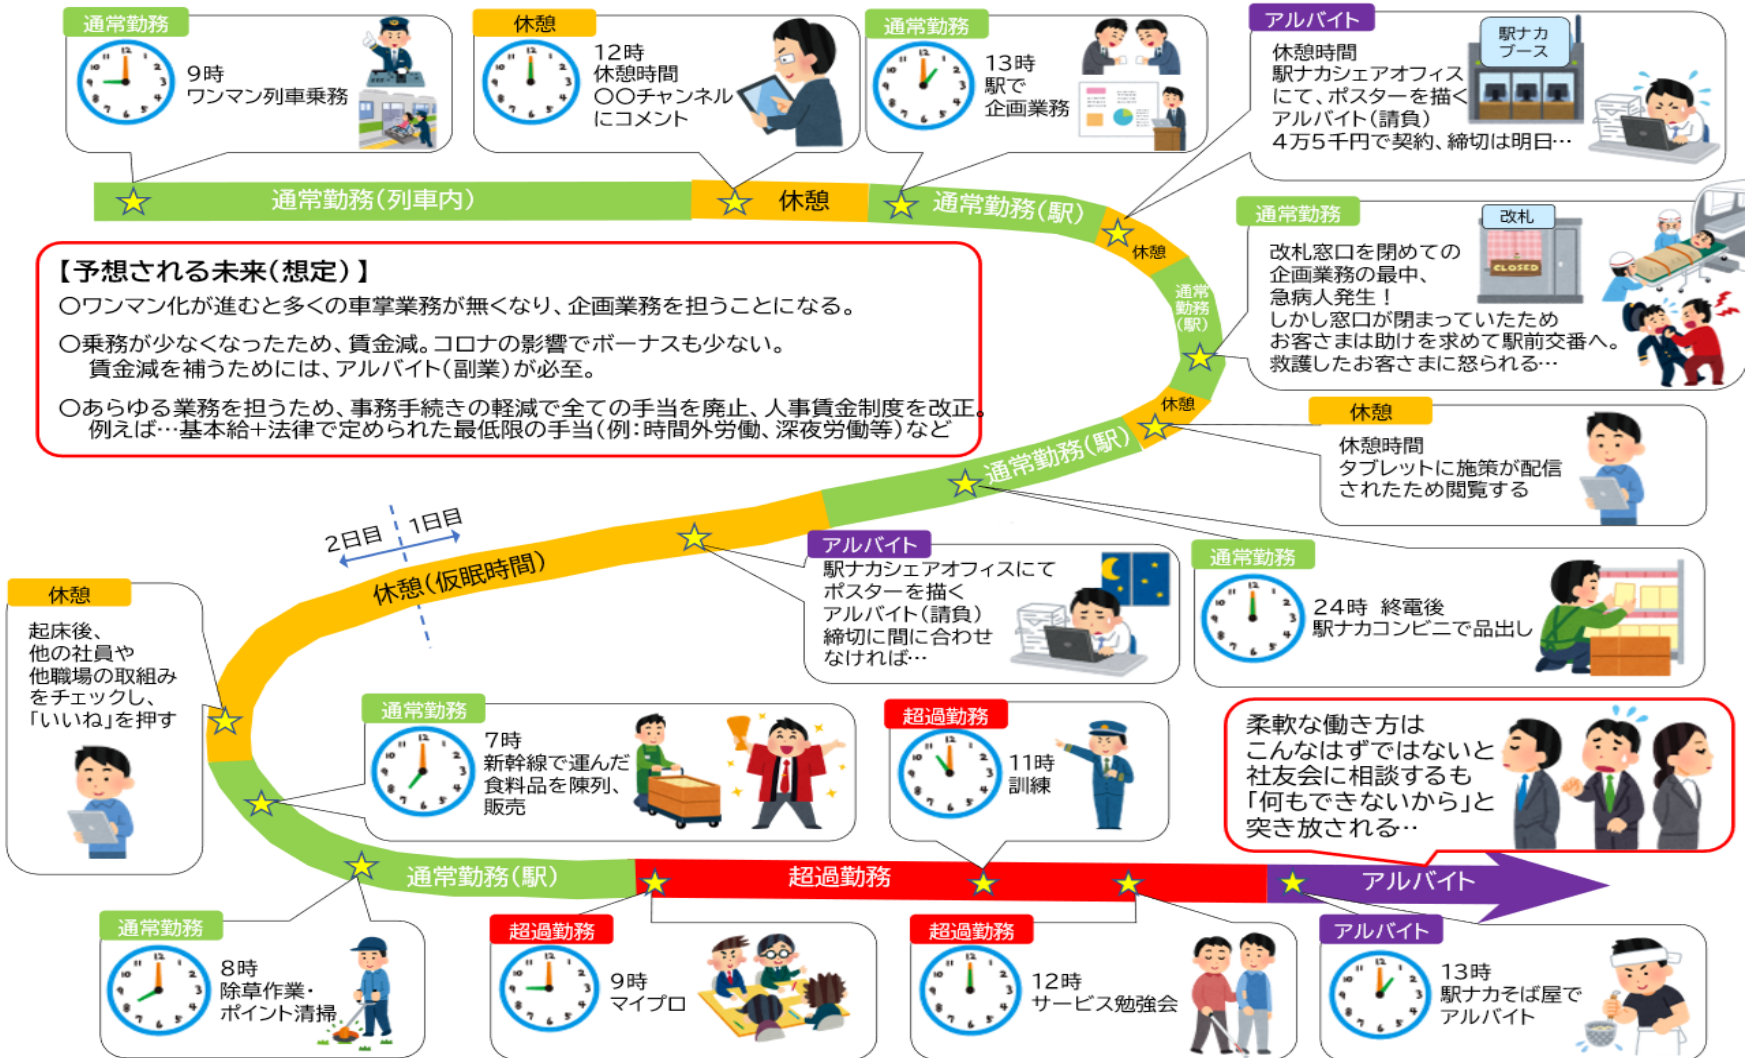 通常勤務
9時
ワンマン列車乗務
休憩
12時
休憩時間
〇〇チャンネル
にコメント
通常勤務
13時
駅で
企画業務
アルバイト
休憩時間
駅ナカシェアオフィス
にて、ポスターを描く
アルバイト(請負)
4万5千円で契約、締切は明日…
駅ナカ
ブース
通常勤務(列車内)
休憩
通常勤務(駅)
休憩
通常
勤務
(駅)
通常勤務
改札窓口を閉めての
企画業務の最中、
急病人発生！
しかし窓口が閉まっていたため
お客さまは助けを求めて駅前交番へ。
救護したお客さまに怒られる…
改札
CLOSED
【予想される未来(想定)】
〇ワンマン化が進むと多くの車掌業務が無くなり、企画業務を担うことになる。
〇乗務が少なくなったため、賃金減。コロナの影響でボーナスも少ない。
賃金減を補うためには、アルバイト(副業)が必至。
〇あらゆる業務を担うため、事務手続きの軽減で全ての手当を廃止、人事賃金制度を改正。
例えば…基本給+法律で定められた最低限の手当(例:時間外労働、深夜労働等)など
休憩
通常勤務(駅)
休憩
休憩時間
タブレットに施策が配信
されたため閲覧する
2日目
1日目
休憩(仮眠時間)
アルバイト
駅ナカシェアオフィスにて
ポスターを描く
アルバイト(請負)
締切に間に合わせ
なければ…
通常勤務
24時 終電後
駅ナカコンビニで品出し
休憩
起床後、
他の社員や
他職場の取組み
をチェックし、
「いいね」を押す
通常勤務
7時
新幹線で運んだ
食料品を陳列、
販売
超過勤務
11時
訓練
柔軟な働き方は
こんなはずではないと
社友会に相談するも
「何もできないから」と
突き放される…
通常勤務(駅)
超過勤務
アルバイト
通常勤務
8時
除草作業・
ポイント清掃
超過勤務
9時
マイプロ
超過勤務
12時
サービス勉強会
アルバイト
13時
駅ナカそば屋で
アルバイト